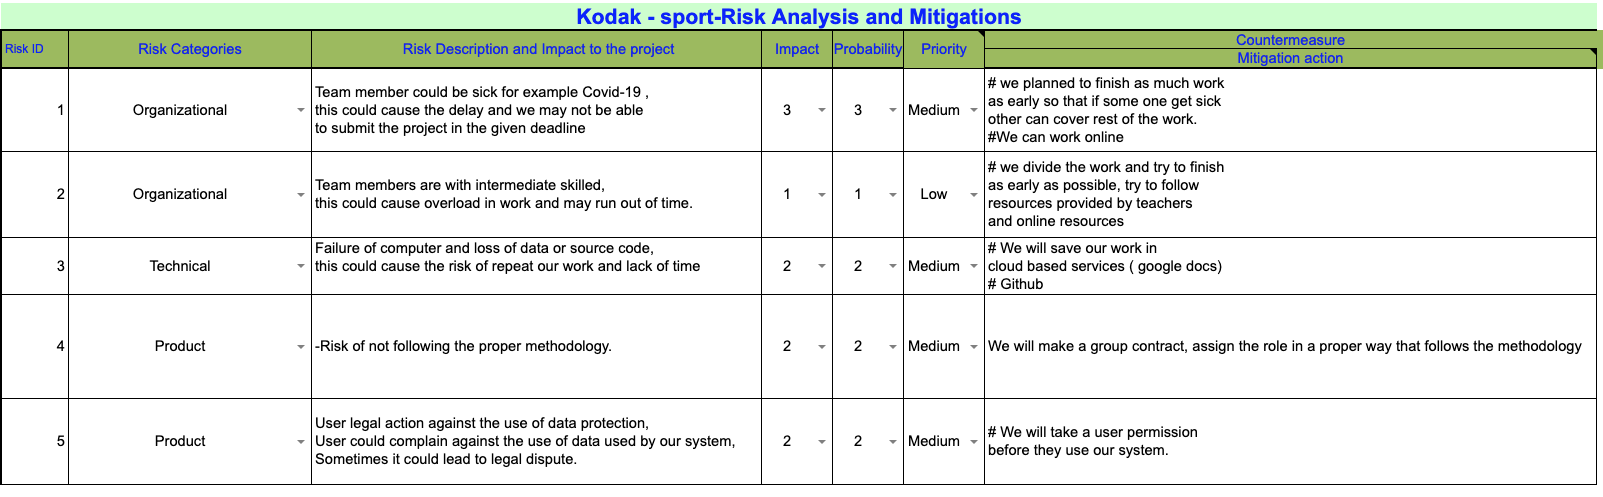 Kodak - sport-Risk Analysis and Mitigations
Risk ID
Risk Categories
Risk Description and Impact to the project
Impact
Probability
Priority
Countermeasure
Mitigation action
1
Organizational
Team member could be sick for example Covid-19 ,
this could cause the delay and we may not be able
to submit the project in the given deadline
3
3
Medium
# we planned to finish as much work
as early so that if some one get sick
other can cover rest of the work.
#We can work online
2
Organizational
Team members are with intermediate skilled,
this could cause overload in work and may run out of time.
1
1
Low
# we divide the work and try to finish
as early as possible, try to follow
resources provided by teachers
and online resources
3
Technical
Failure of computer and loss of data or source code,
this could cause the risk of repeat our work and lack of time
2
2
Medium
# We will save our work in
cloud based services ( google docs)
# Github
4
Product
-Risk of not following the proper methodology.
2
2
Medium
We will make a group contract, assign the role in a proper way that follows the methodology
5
Product
User legal action against the use of data protection,
User could complain against the use of data used by our system,
Sometimes it could lead to legal dispute.
2
2
Medium
# We will take a user permission
before they use our system.